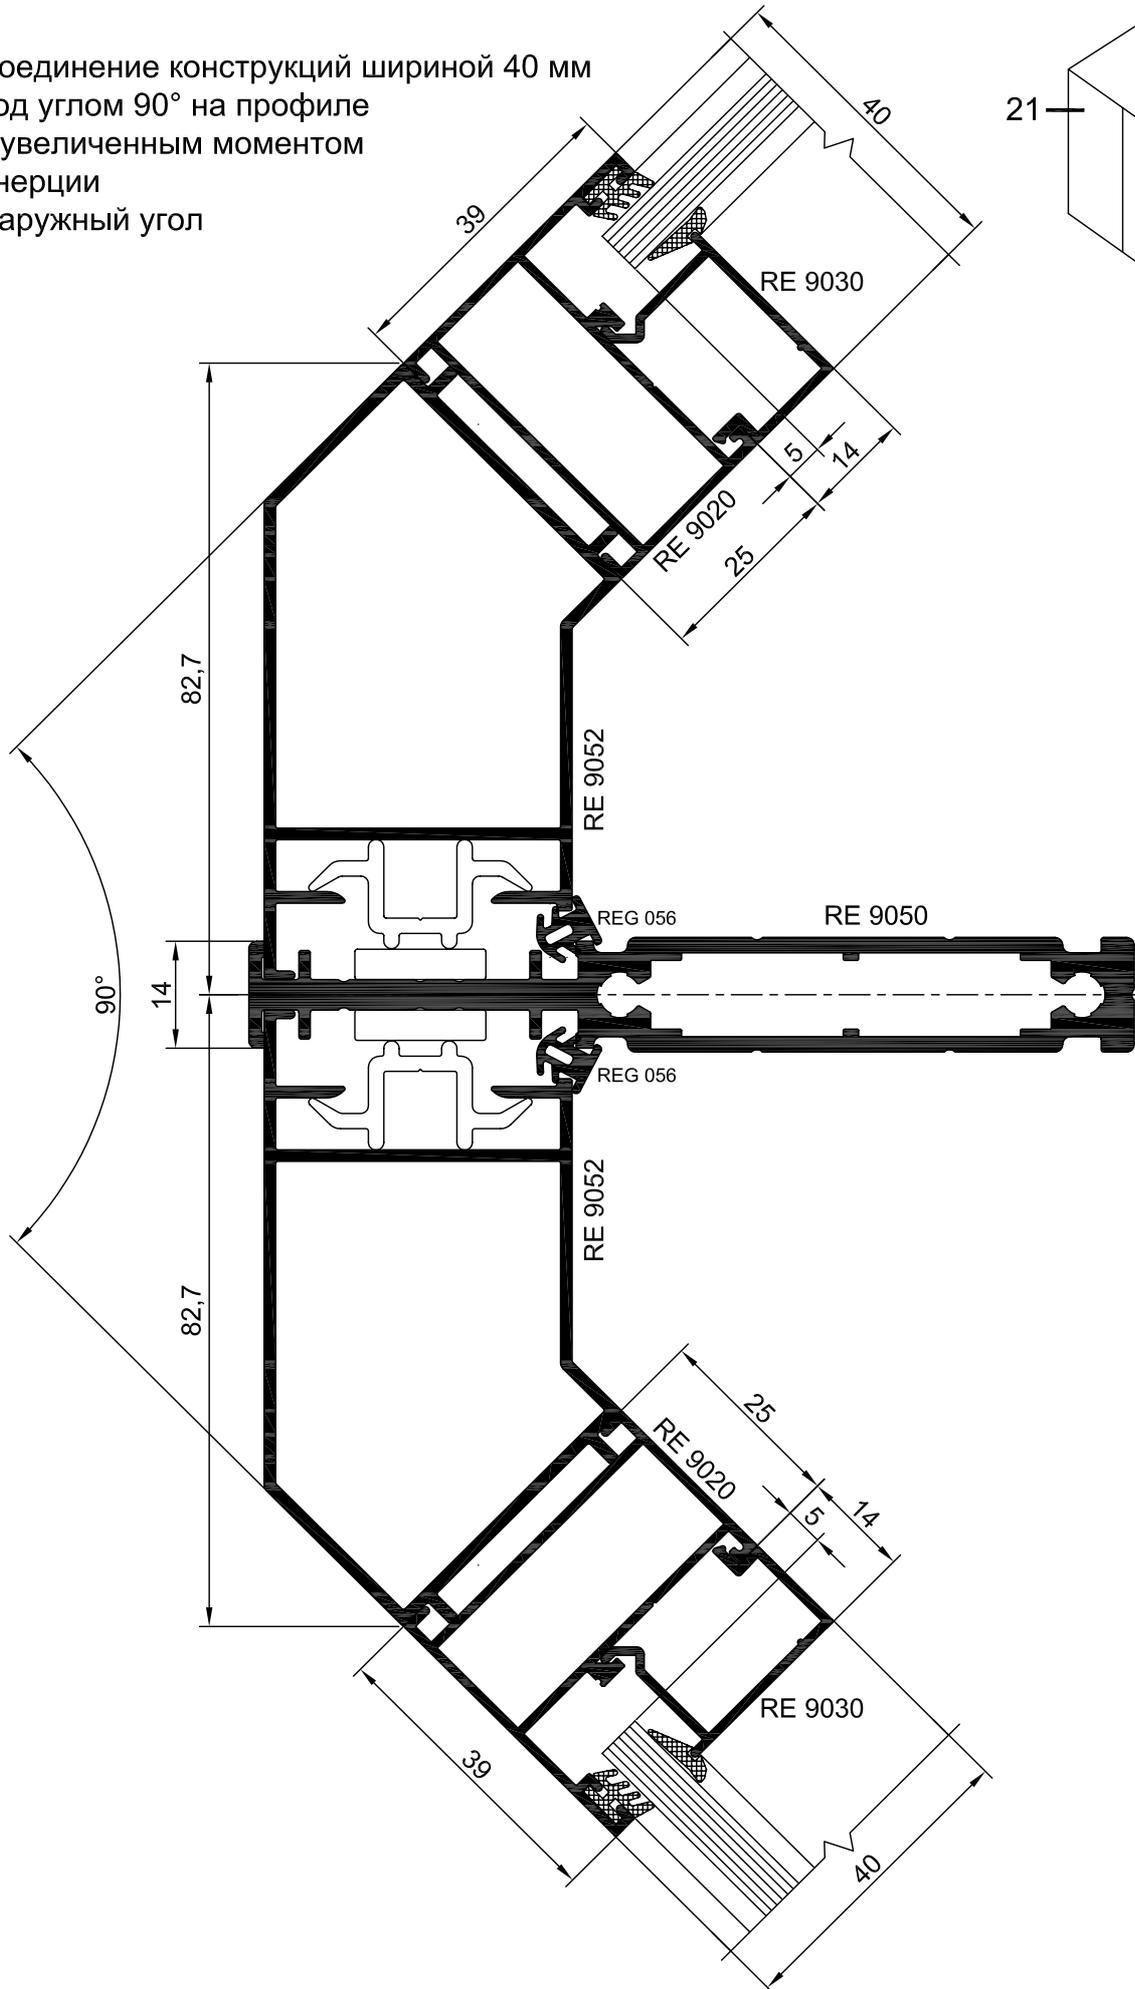 оединение конструкций шириной 40 мм
од углом 90° на профиле
увеличенным моментом
нерции
аружный угол
21
40
39
RE 9030
5
14
RE 9020
25
82,7
RE 9052
REG 056
RE 9050
90°
14
REG 056
RE 9052
82,7
25
RE 9020
5
14
RE 9030
39
40